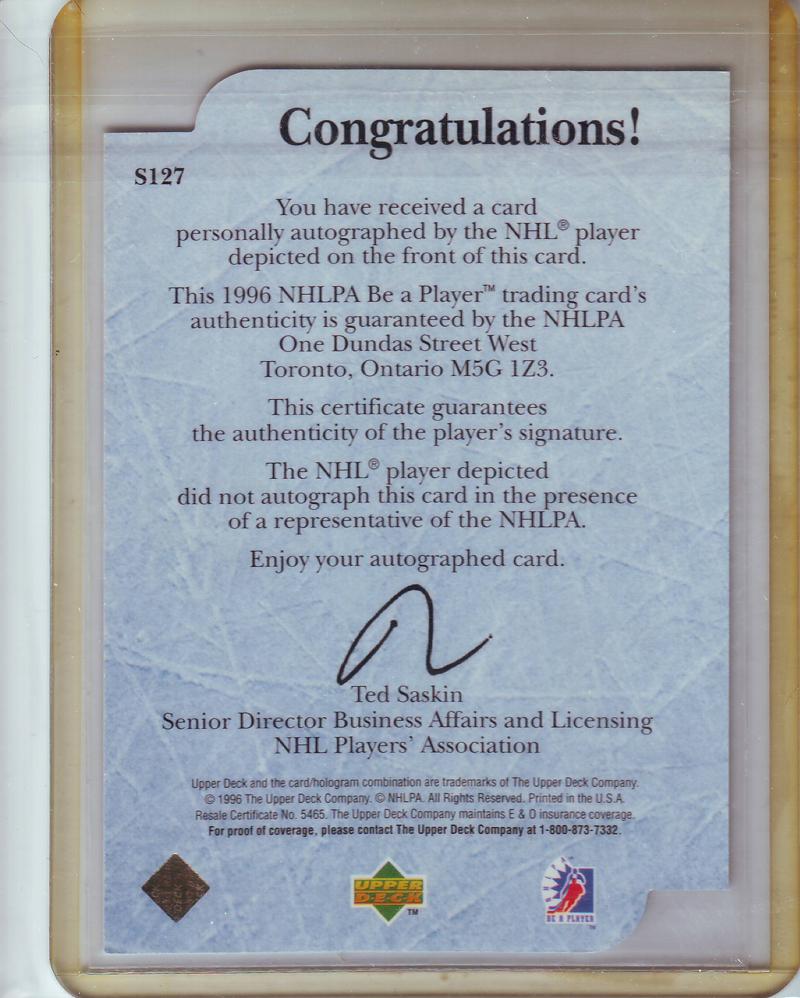 Congratulations!
S127
You have received a card
personally autographed by the NHL® player
depicted on the front of this card.
This 1996 NHLPA Be a Player™ trading card's
authenticity is guaranteed by the NHLPA
One Dundas Street West
Toronto, Ontario M5G 1Z3.
This certificate guarantees
the authenticity of the player's signature.
The NHL® player depicted
did not autograph this card in the presence
of a representative of the NHLPA.
Enjoy your autographed card.
Ted Saskin
Senior Director Business Affairs and Licensing
NHL Players' Association
Upper Deck and the card/hologram combination are trademarks of The Upper Deck Company.
© 1996 The Upper Deck Company. © NHLPA. All Rights Reserved. Printed in the U.S.A.
Resale Certificate No. 5465. The Upper Deck Company maintains E & O insurance coverage.
For proof of coverage, please contact The Upper Deck Company at 1-800-873-7332.
UPPER
DECK
TM
BE A PLAYER
TM